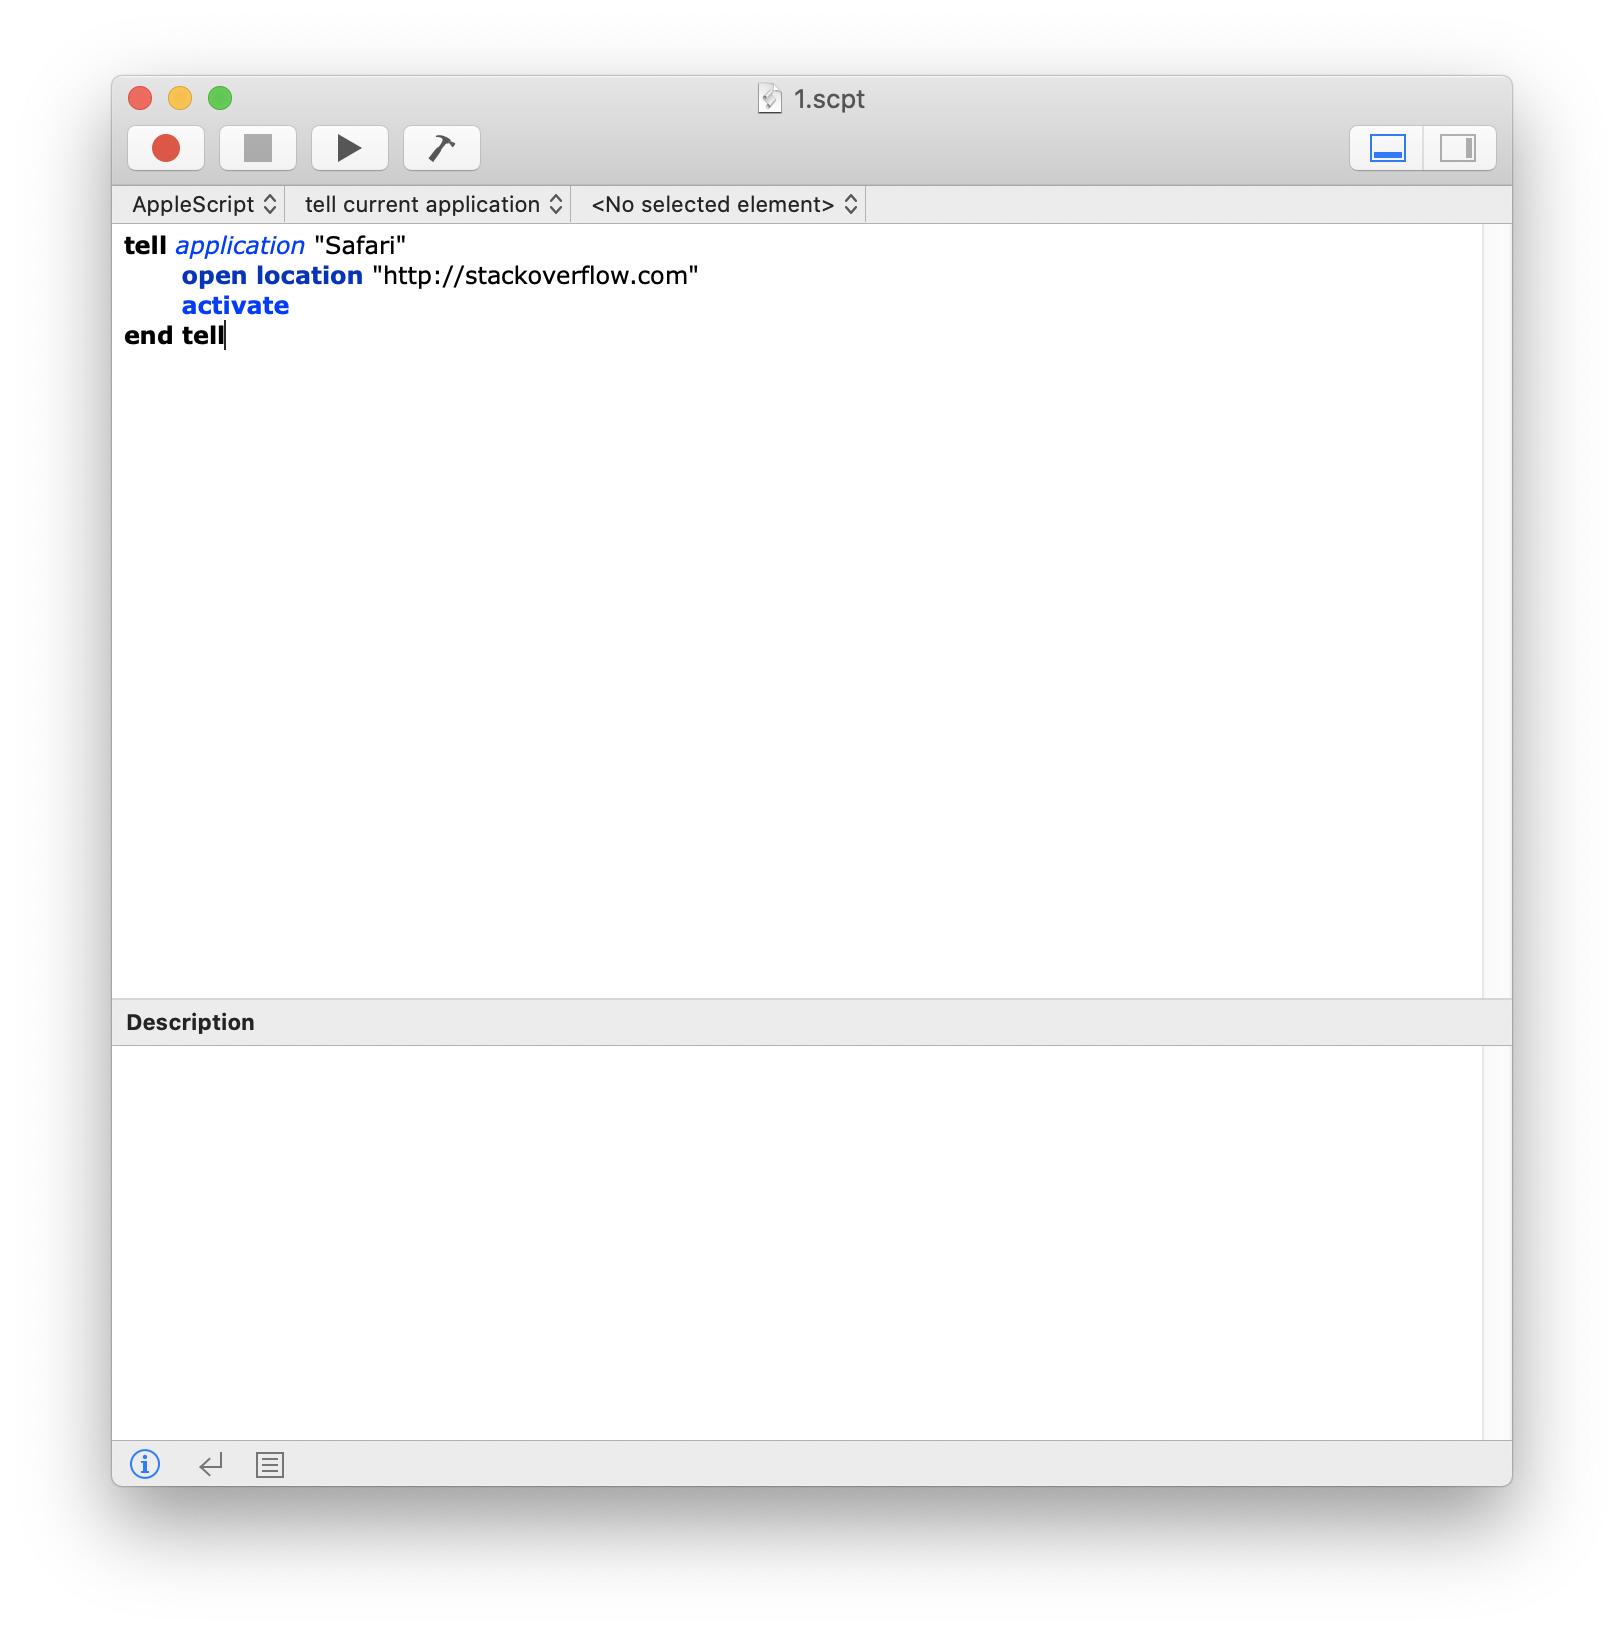 1.scpt
AppleScript tell current application <No selected element>
tell application "Safari"
open location "http://stackoverflow.com"
activate
end tell
Description